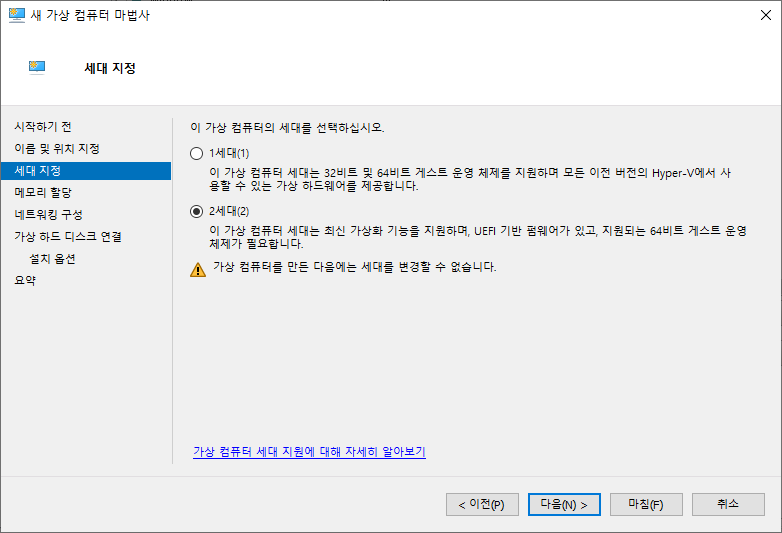 새 가상 컴퓨터 마법사
세대 지정
시작하기 전
이름 및 위치 지정
세대 지정
메모리 할당
네트워킹 구성
가상 하드 디스크 연결
설치 옵션
요약
이 가상 컴퓨터의 세대를 선택하십시오.
1세대(1)
이 가상 컴퓨터 세대는 32비트 및 64비트 게스트 운영 체제를 지원하며 모든 이전 버전의 Hyper-V에서 사
용할 수 있는 가상 하드웨어를 제공합니다.
2세대(2)
이 가상 컴퓨터 세대는 최신 가상화 기능을 지원하며, UEFI 기반 펌웨어가 있고, 지원되는 64비트 게스트 운영
체제가 필요합니다.
가상 컴퓨터를 만든 다음에는 세대를 변경할 수 없습니다.
가상 컴퓨터 세대 지원에 대해 자세히 알아보기
< 이전(P)
다음(N) >
마침(F)
취소